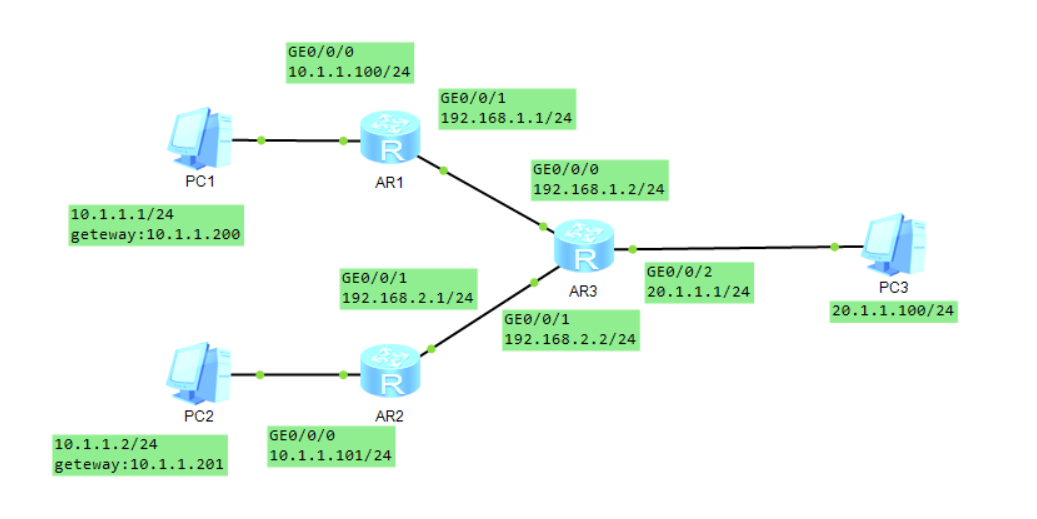 GE0/0/0
10.1.1.100/24
GE0/0/1
192.168.1.1/24
R
PC1
AR1
GE0/0/0
192.168.1.2/24
10.1.1.1/24
geteway:10.1.1.200
R
AR3
GE0/0/2
20.1.1.1/24
PC3
20.1.1.100/24
GE0/0/1
192.168.2.1/24
GE0/0/1
192.168.2.2/24
R
PC2
AR2
10.1.1.2/24
geteway:10.1.1.201
GE0/0/0
10.1.1.101/24